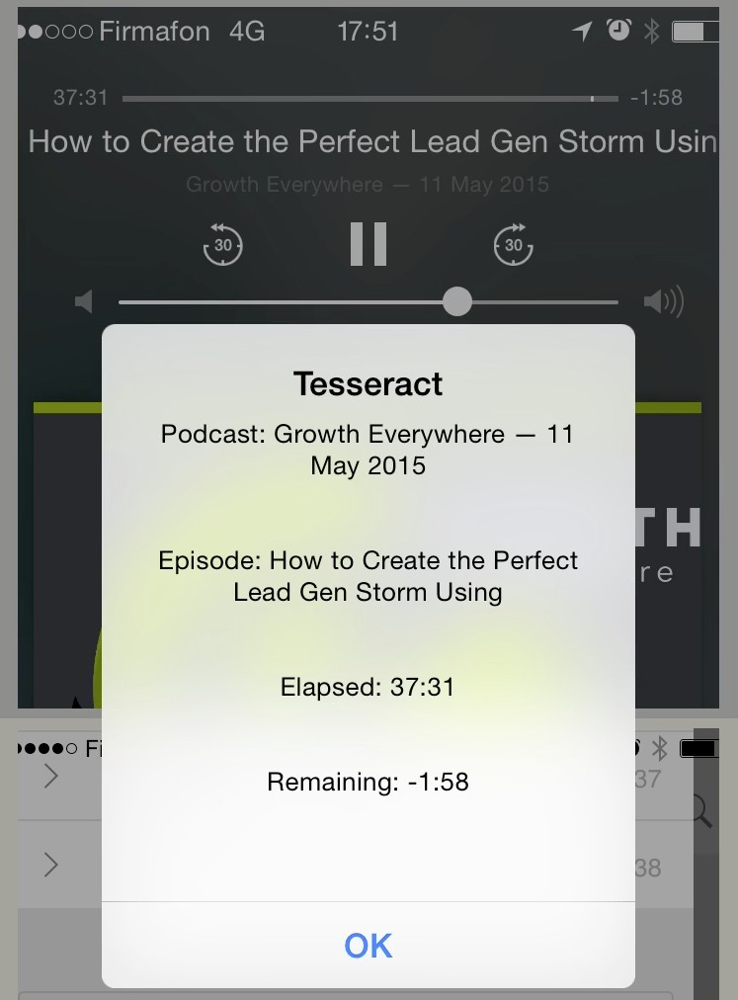 Firmafon 4G 17:51
37:31 -1:58
How to Create the Perfect Lead Gen Storm Usin
Growth Everywhere — 11 May 2015
30 30
Tesseract
Podcast: Growth Everywhere — 11
May 2015
TH
Episode: How to Create the Perfect
re
Lead Gen Storm Using
Elapsed: 37:31
Fi
Remaining: -1:58
37
38
OK